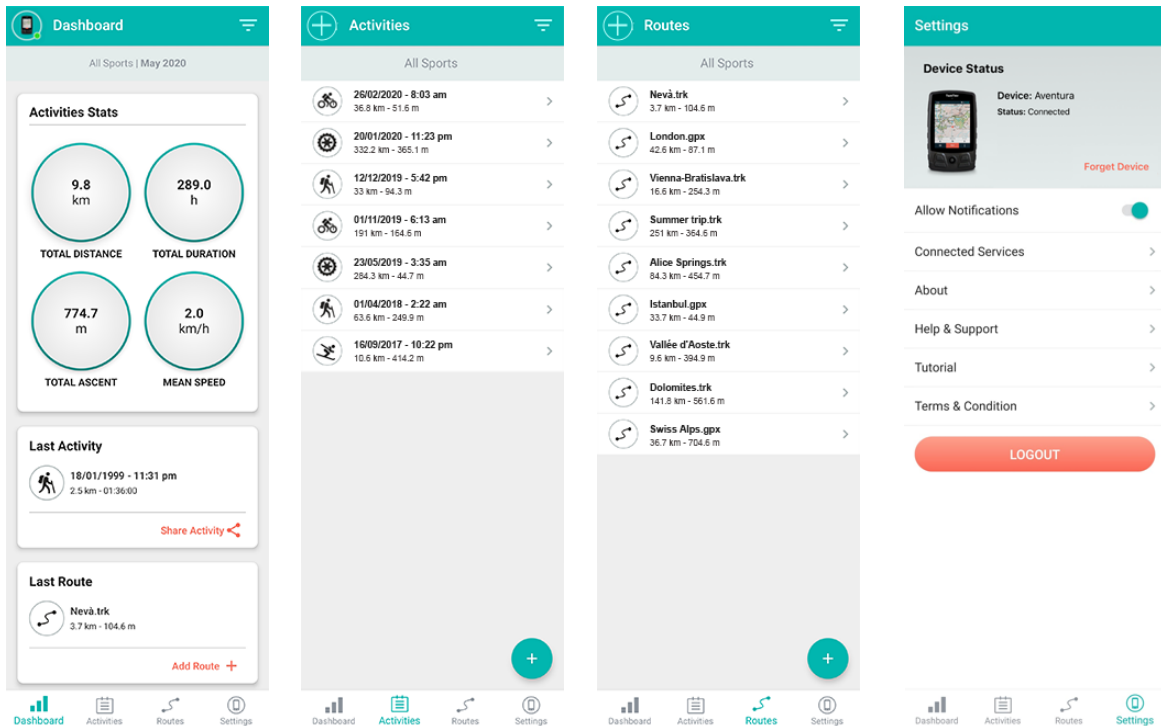 Dashboard
All Sports | May 2020
Activities Stats
9.8
km
289.0
h
TOTAL DISTANCE
TOTAL DURATION
774.7
m
2.0
km/h
TOTAL ASCENT
MEAN SPEED
Last Activity
18/01/1999 - 11:31 pm
2.5 km - 01:36:00
Share Activity
Last Route
Nevà.trk
3.7 km - 104.6 m
Add Route +
Dashboard
Activities
Routes
Settings
Activities
All Sports
26/02/2020 - 8:03 am
36.8 km - 51.6 m
20/01/2020 - 11:23 pm
332.2 km - 365.1 m
12/12/2019 - 5:42 pm
33 km - 94.3 m
01/11/2019 - 6:13 am
191 km - 164.6 m
23/05/2019 - 3:35 am
284.3 km - 44.7 m
01/04/2018 - 2:22 am
63.6 km - 249.9 m
16/09/2017 - 10:22 pm
10.6 km - 414.2 m
Dashboard
Activities
Routes
Settings
Routes
All Sports
Nevà.trk
3.7 km - 104.6 m
London.gpx
42.6 km - 87.1 m
Vienna-Bratislava.trk
16.6 km - 254.3 m
Summer trip.trk
251 km - 364.6 m
Alice Springs.trk
84.3 km - 454.7 m
Istanbul.gpx
33.7 km - 44.9 m
Vallée d'Aoste.trk
9.6 km - 394.9 m
Dolomites.trk
141.8 km - 561.6 m
Swiss Alps.gpx
36.7 km - 704.6 m
Dashboard
Activities
Routes
Settings
Settings
Device Status
Device: Aventura
Status: Connected
Forget Device
Allow Notifications
Connected Services
About
Help & Support
Tutorial
Terms & Condition
LOGOUT
Dashboard
Activities
Routes
Settings